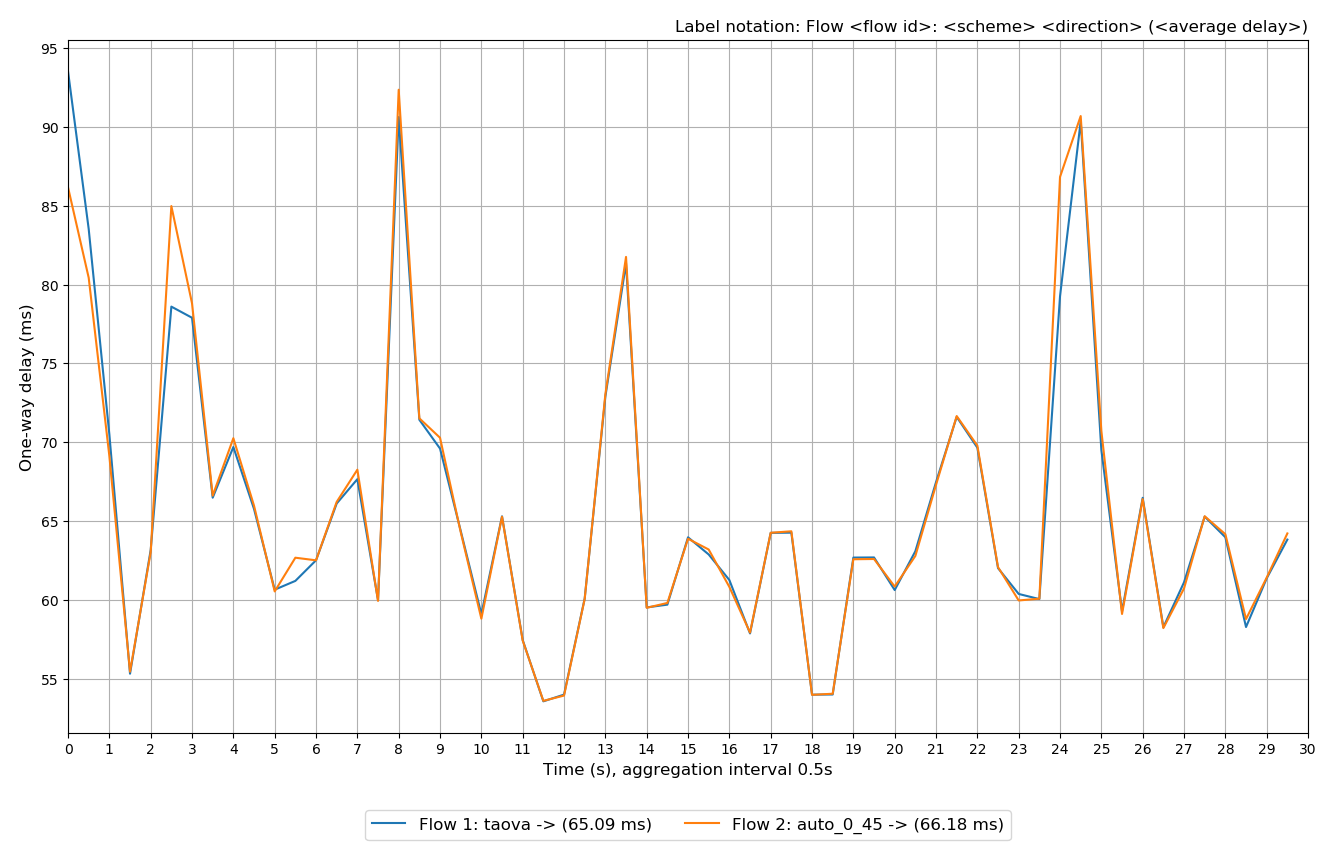 Label notation: Flow <flow id>: <scheme> <direction> (<average delay>)
95
90
85
80
75
70
65
60
55
One-way delay (ms)
0 1 2 3 4 5 6 7 8 9 10 11 12 13 14 15 16 17 18 19 20 21 22 23 24 25 26 27 28 29 30
Time (s), aggregation interval 0.5s
Flow 1: taova -> (65.09 ms) Flow 2: auto_0_45 -> (66.18 ms)